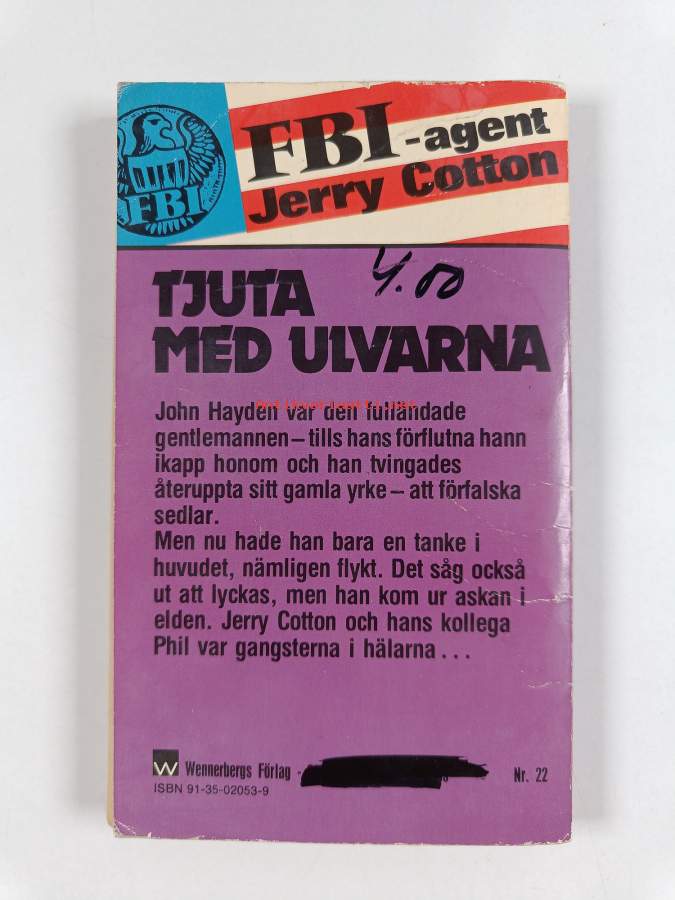 FBI
FBI-agent
Jerry Cotton
4.00
TJUTA
MED ULVARNA
John Hayden var den fulländade
gentlemannen – tills hans förflutna hann
ikapp honom och han tvingades
återuppta sitt gamla yrke – att förfalska
sedlar.
Men nu hade han bara en tanke i
huvudet, nämligen flykt. Det såg också
ut att lyckas, men han kom ur askan i
elden. Jerry Cotton och hans kollega
Phil var gangsterna i hälarna...
W Wennerbergs Förlag Nr. 22
ISBN 91-35-02053-9